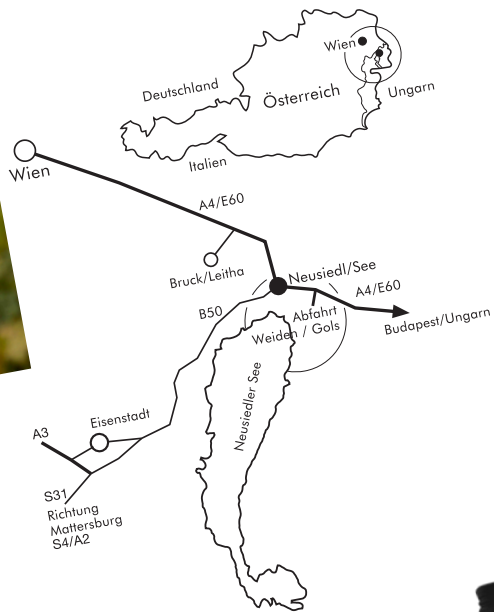 Wien
Deutschland
Österreich
Ungarn
Italien
Wien
A4/E60
Bruck/Leitha
Neusiedl/See
A4/E60
B50
Abfahrt
Weiden / Gols
Budapest/Ungarn
Neusiedler See
Eisenstadt
A3
S31
Richtung
Mattersburg
S4/A2